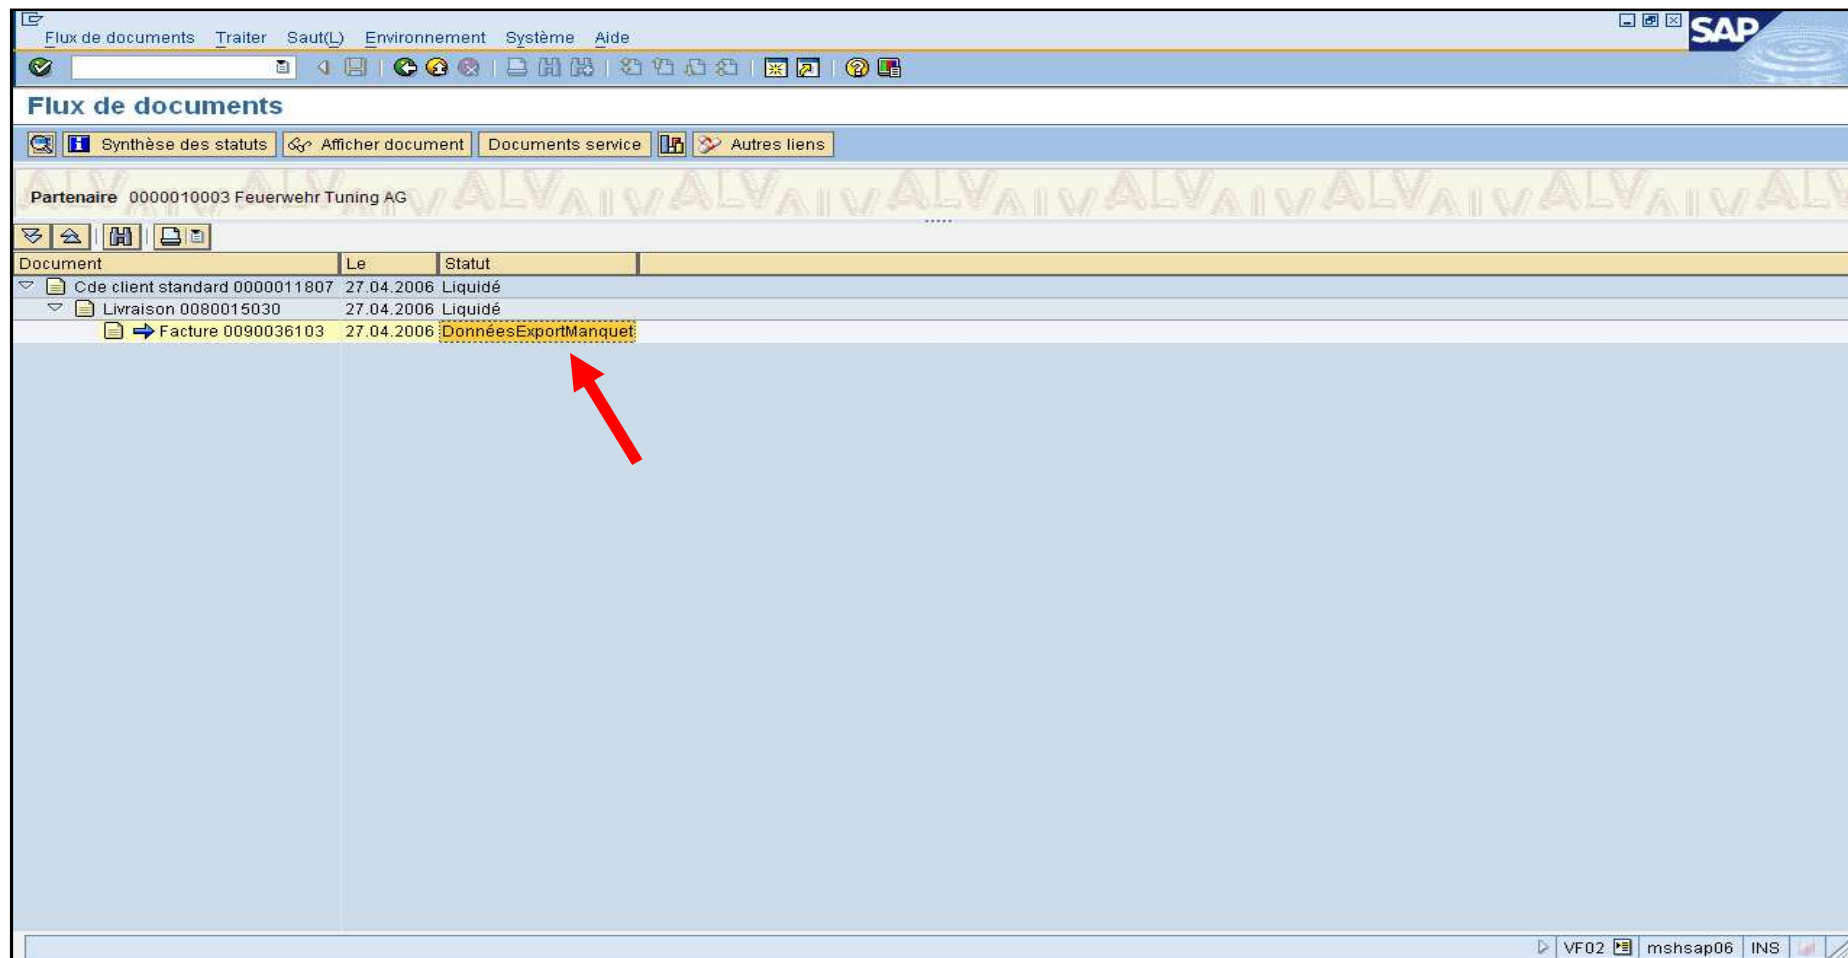 Flux de documents Traiter Saut(L) Environnement Système Aide
SAP
Flux de documents
Synthèse des statuts Afficher document Documents service Autres liens
Partenaire 0000010003 Feuerwehr Tuning AG
Document Le Statut
Cde client standard 0000011807 27.04.2006 Liquidé
Livraison 0080015030 27.04.2006 Liquidé
Facture 0090036103 27.04.2006 DonnéesExportManquet
VF02 mshsap06 INS